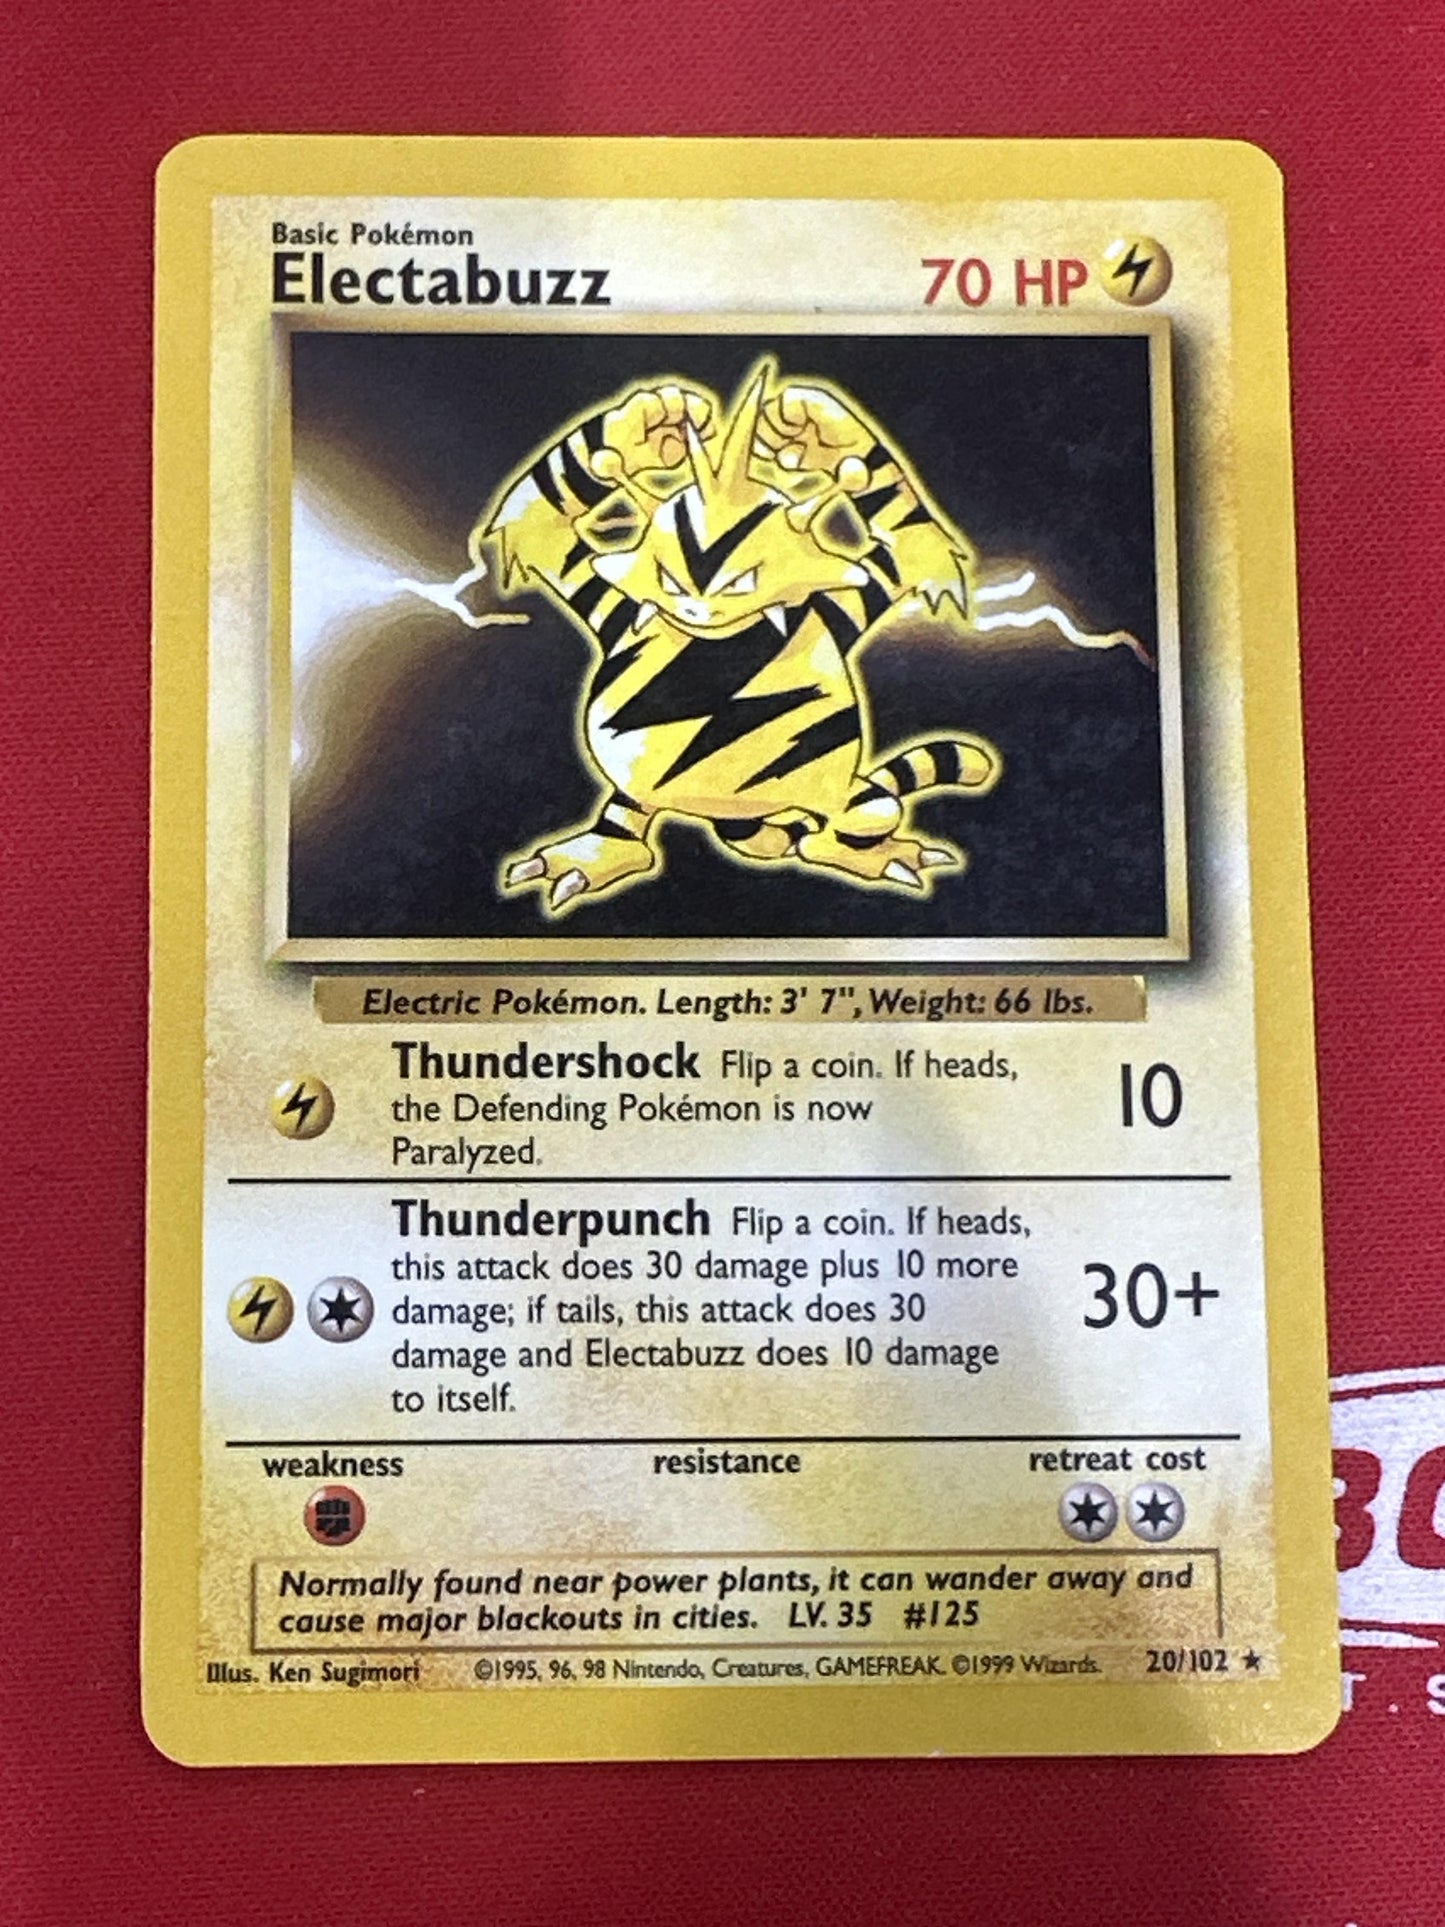 Basic Pokémon
Electabuzz 70 HP
Electric Pokémon. Length: 3' 7", Weight: 66 lbs.
Thundershock Flip a coin. If heads,
the Defending Pokémon is now
Paralyzed.
10
Thunderpunch Flip a coin. If heads,
this attack does 30 damage plus 10 more
damage; if tails, this attack does 30
damage and Electabuzz does 10 damage
to itself.
30+
weakness resistance retreat cost
Normally found near power plants, it can wander away and
cause major blackouts in cities. LV. 35 #125
Illus. Ken Sugimori ©1995, 96, 98 Nintendo, Creatures, GAMEFREAK. ©1999 Wizards. 20/102 ★